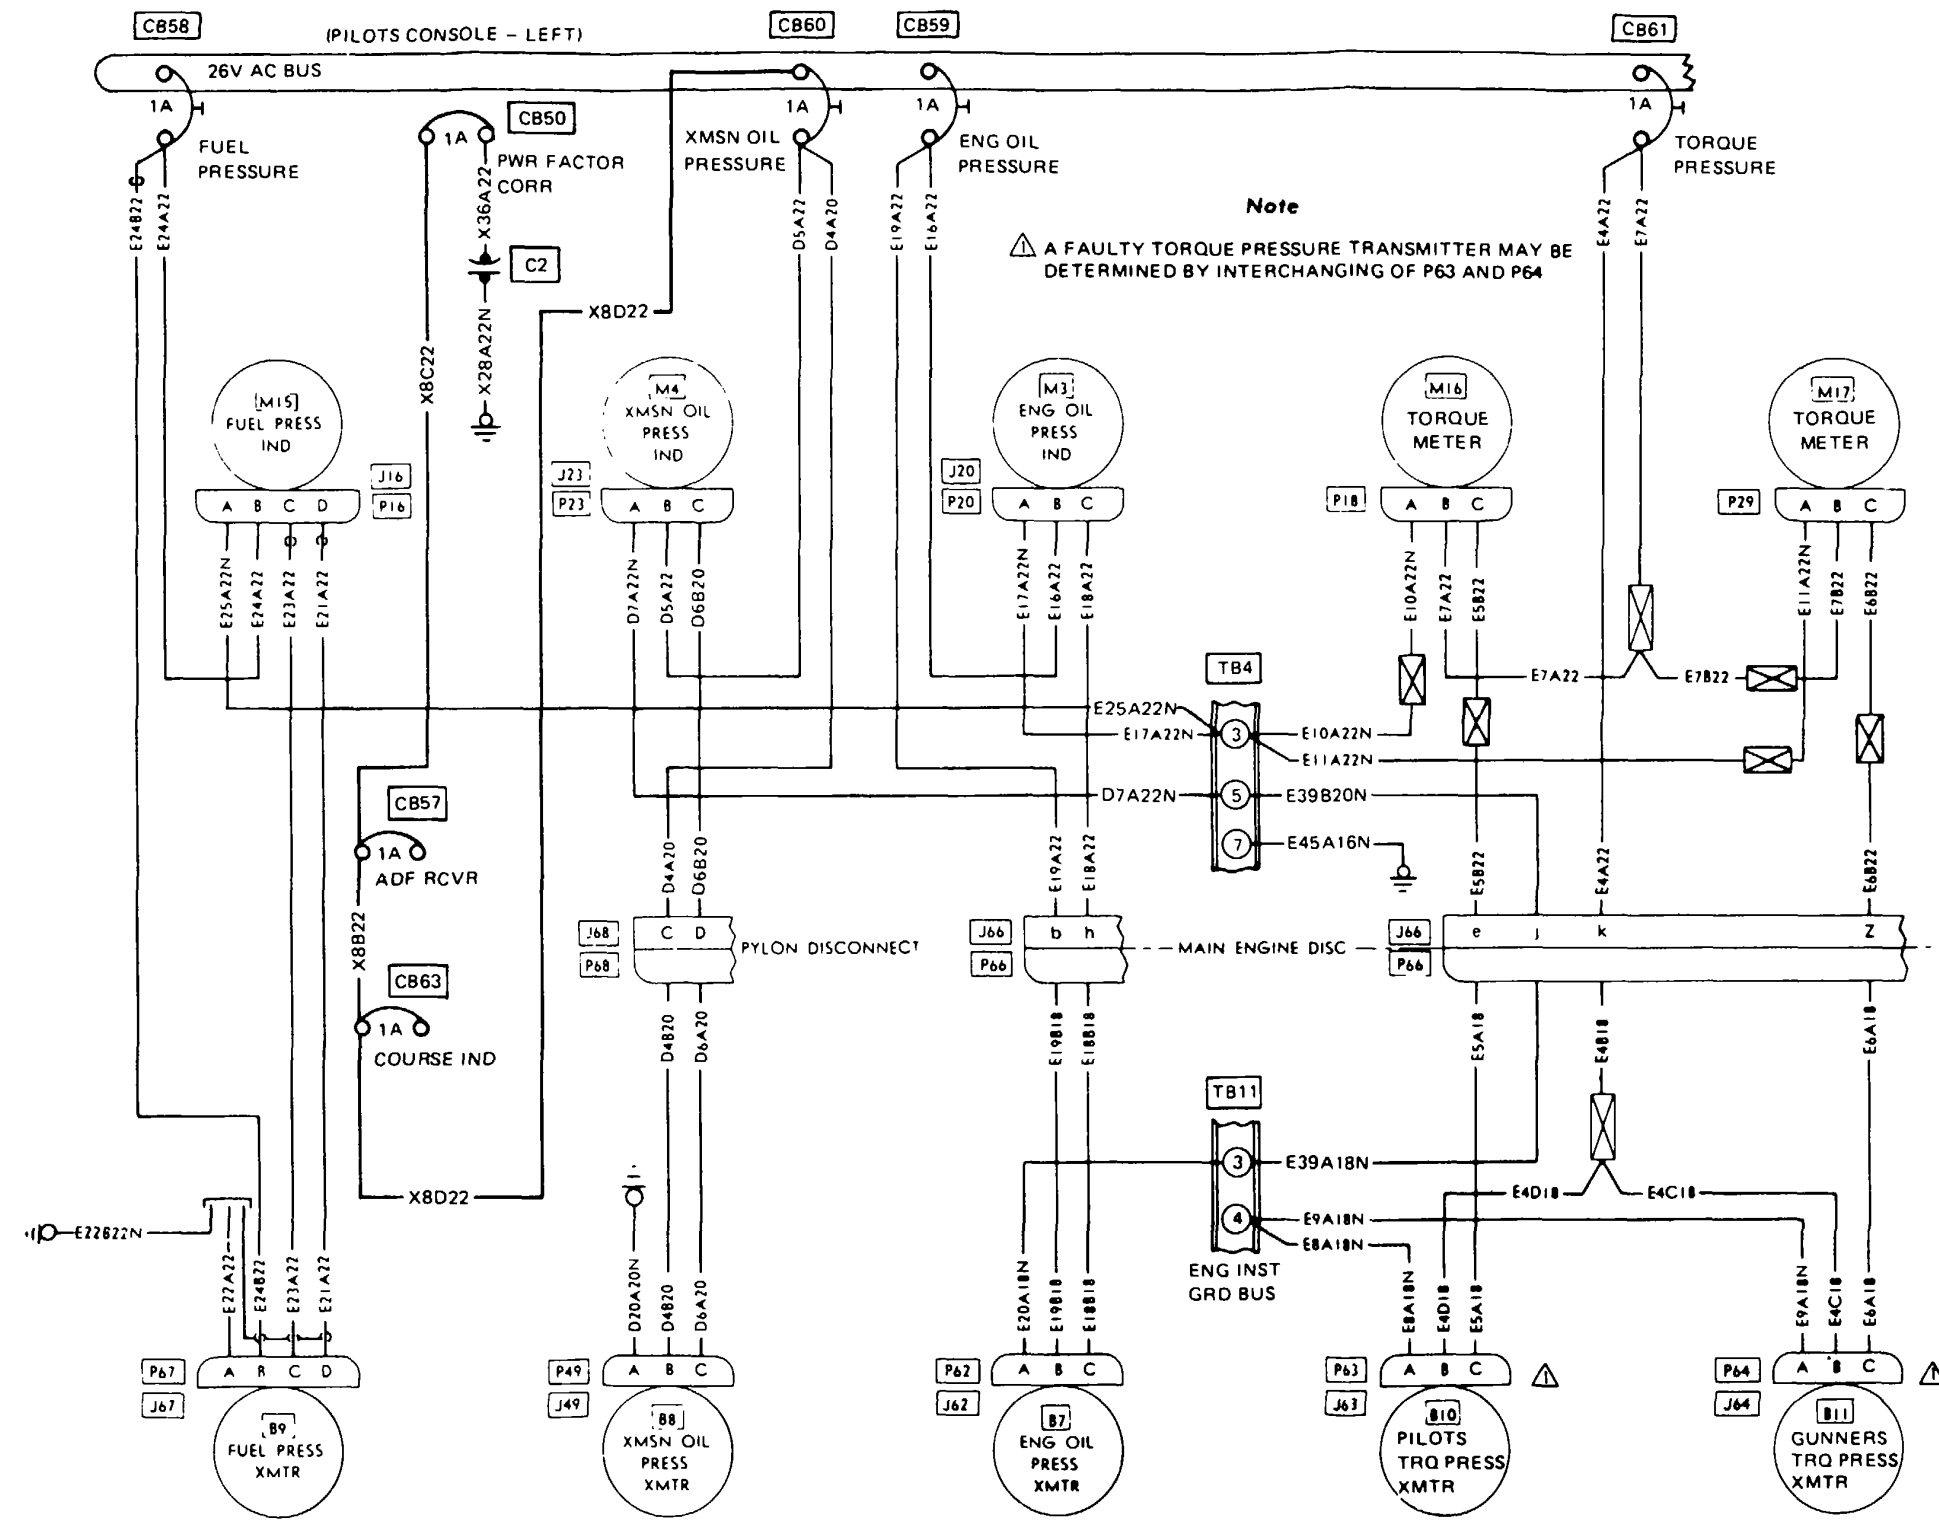 CB58
(PILOTS CONSOLE – LEFT)
CB60
CB59
CB61
26V AC BUS
1A
1A
1A
1A
FUEL
PRESSURE
1A
CB50
PWR FACTOR
CORR
XMSN OIL
PRESSURE
ENG OIL
PRESSURE
TORQUE
PRESSURE
E24B22
E24A22
X36A22
D5A22
D4A20
E19A22
E16A22
E4A22
E7A22
Note
1 A FAULTY TORQUE PRESSURE TRANSMITTER MAY BE
DETERMINED BY INTERCHANGING OF P63 AND P64
C2
X28A22N
X8C22
X8D22
M15
FUEL PRESS
IND
M4
XMSN OIL
PRESS
IND
M3
ENG OIL
PRESS
IND
M16
TORQUE
METER
M17
TORQUE
METER
J16
P16
J23
P23
J20
P20
P18
P29
A B C D
A B C
A B C
A B C
A B C
E25A22N
E24A22
E23A22
E21A22
D7A22N
D5A22
D6B20
E17A22N
E16A22
E18A22
E10A22N
E7A22
E5B22
E11A22N
E7B22
E6B22
TB4
E7A22
E7B22
E25A22N
E17A22N
3
E10A22N
E11A22N
D7A22N
5
E39B20N
7
E45A16N
CB57
1A
ADF RCVR
X8B22
CB63
1A
COURSE IND
D4A20
D6B20
E19A22
E18A22
E5B22
E4A22
E6B22
J68
P68
C D
PYLON DISCONNECT
J66
P66
b h
MAIN ENGINE DISC
J66
P66
e j k Z
D4B20
D6A20
E19B18
E18B18
E5A18
E4B18
E6A18
TB11
3
E39A18N
4
E4D18
E4C18
E9A18N
E8A18N
ENG INST
GRD BUS
X8D22
E22B22N
E22A22
E24B22
E23A22
E21A22
D20A20N
D4B20
D6A20
E20A18N
E19B18
E18B18
E8A18N
E4D18
E5A18
E9A18N
E4C18
E6A18
P67
J67
A B C D
P49
J49
A B C
P62
J62
A B C
P63
J63
A B C
1
P64
J64
A B C
B9
FUEL PRESS
XMTR
B8
XMSN OIL
PRESS
XMTR
B7
ENG OIL
PRESS
XMTR
B10
PILOTS
TRQ PRESS
XMTR
B11
GUNNERS
TRQ PRESS
XMTR